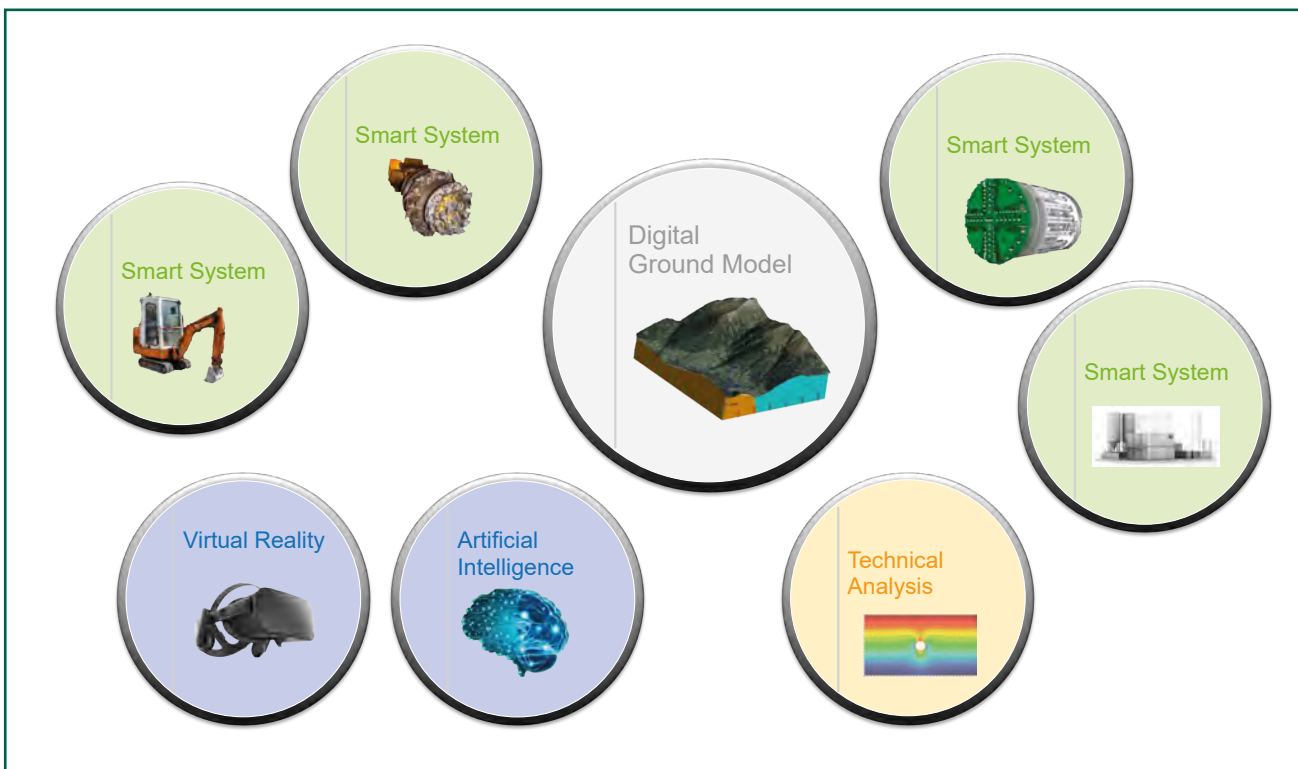 Smart System
Smart System
Smart System
Digital
Ground Model
Smart System
Virtual Reality
Artificial
Intelligence
Technical
Analysis